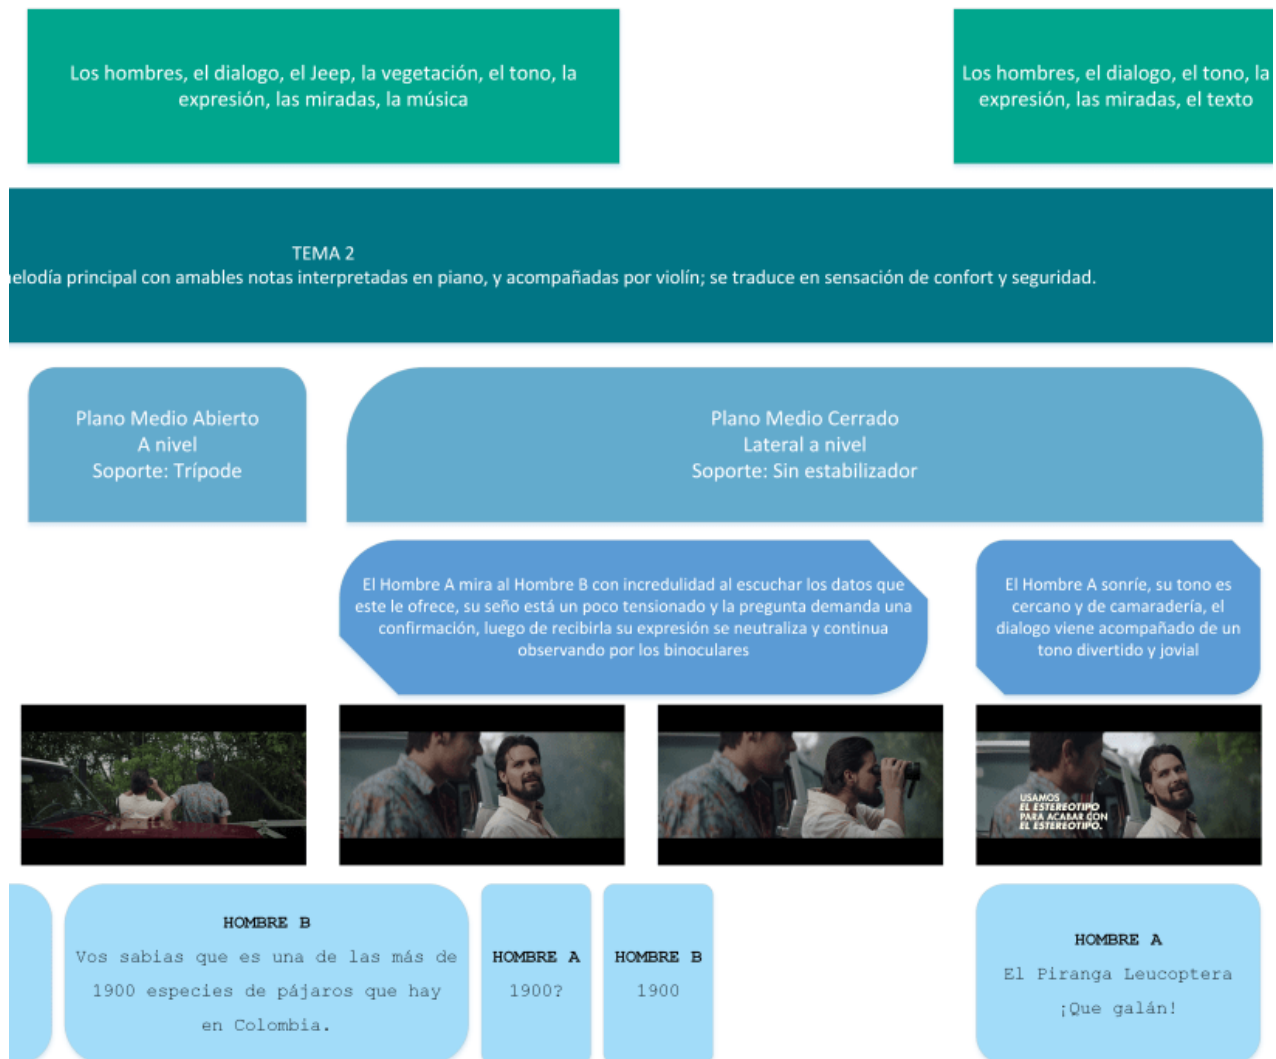 Los hombres, el dialogo, el Jeep, la vegetación, el tono, la
expresión, las miradas, la música
Los hombres, el dialogo, el tono, la
expresión, las miradas, el texto
TEMA 2
melodía principal con amables notas interpretadas en piano, y acompañadas por violín; se traduce en sensación de confort y seguridad.
Plano Medio Abierto
A nivel
Soporte: Trípode
Plano Medio Cerrado
Lateral a nivel
Soporte: Sin estabilizador
El Hombre A mira al Hombre B con incredulidad al escuchar los datos que
este le ofrece, su seño está un poco tensionado y la pregunta demanda una
confirmación, luego de recibirla su expresión se neutraliza y continua
observando por los binoculares
El Hombre A sonríe, su tono es
cercano y de camaradería, el
dialogo viene acompañado de un
tono divertido y jovial
USAMOS
EL ESTEREOTIPO
PARA ACABAR CON
EL ESTEREOTIPO.
HOMBRE B
Vos sabias que es una de las más de
1900 especies de pájaros que hay
en Colombia.
HOMBRE A
1900?
HOMBRE B
1900
HOMBRE A
El Piranga Leucoptera
¡Que galán!